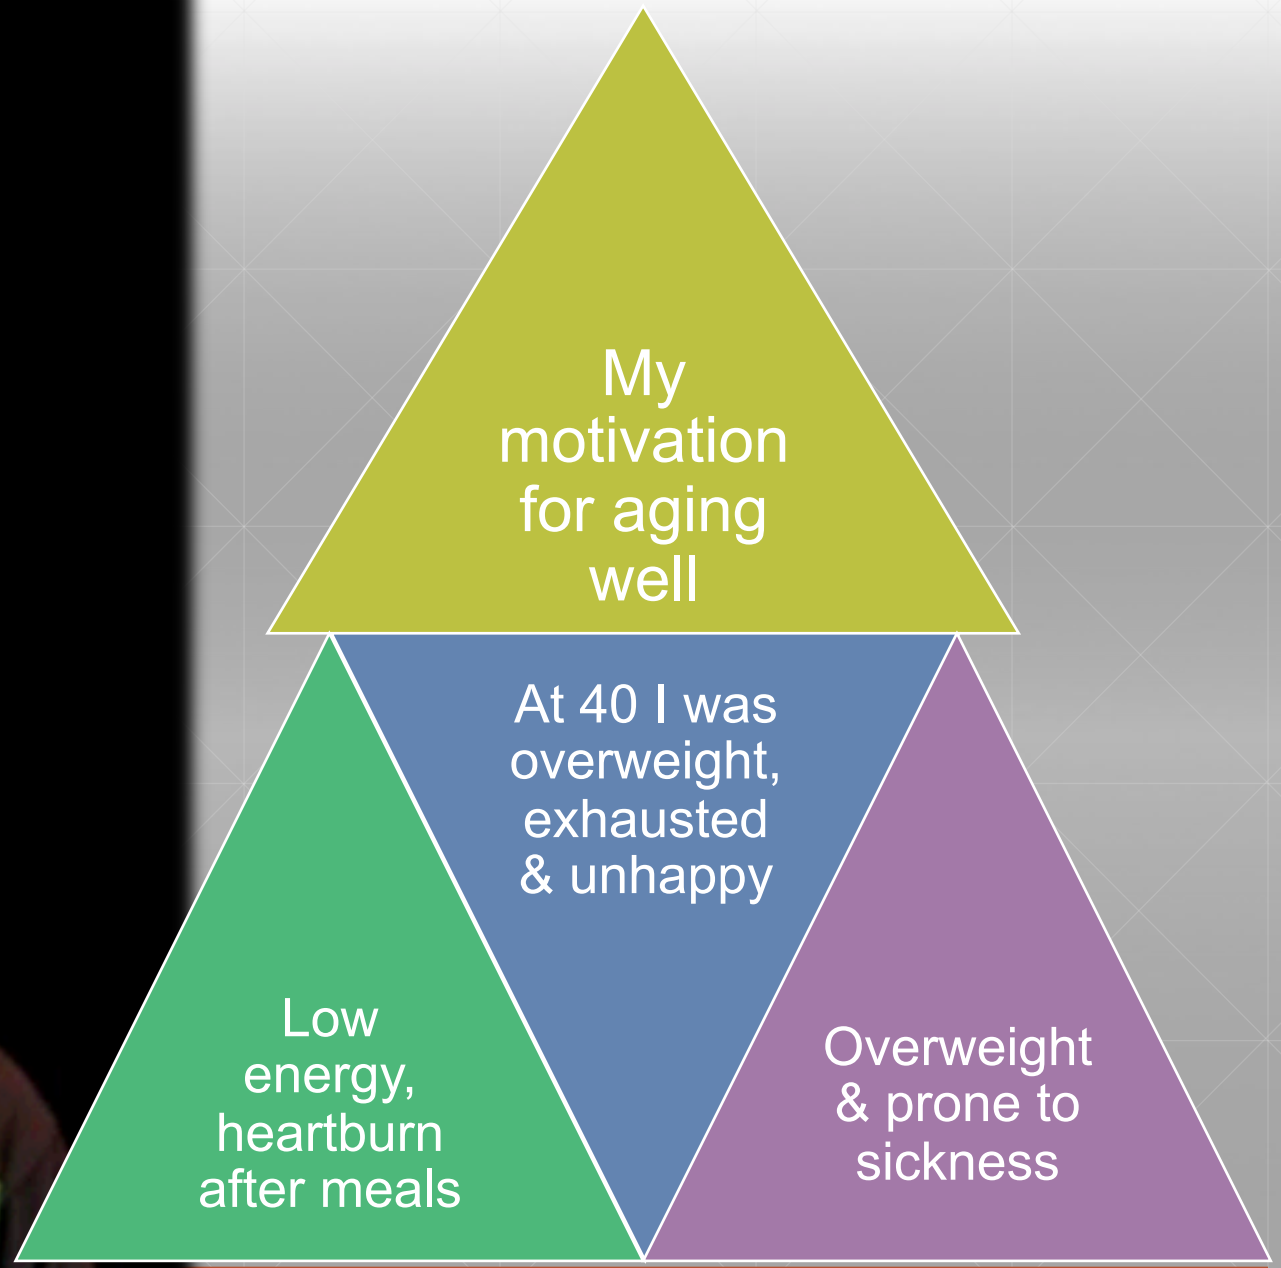 My
motivation
for aging
well
At 40 I was
overweight,
exhausted
& unhappy
Low
energy,
heartburn
after meals
Overweight
& prone to
sickness